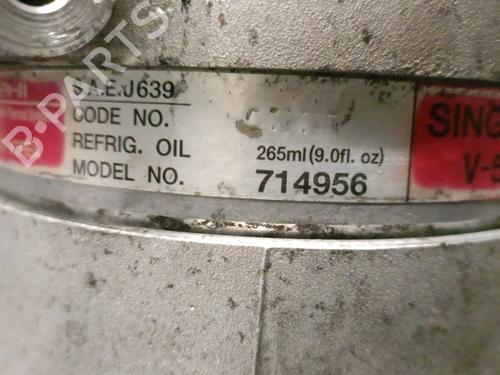 S.A.E.J639
CODE NO.
REFRIG. OIL 265ml(9.0fl. oz)
MODEL NO. 714956
SING
V-5
B-PARTS